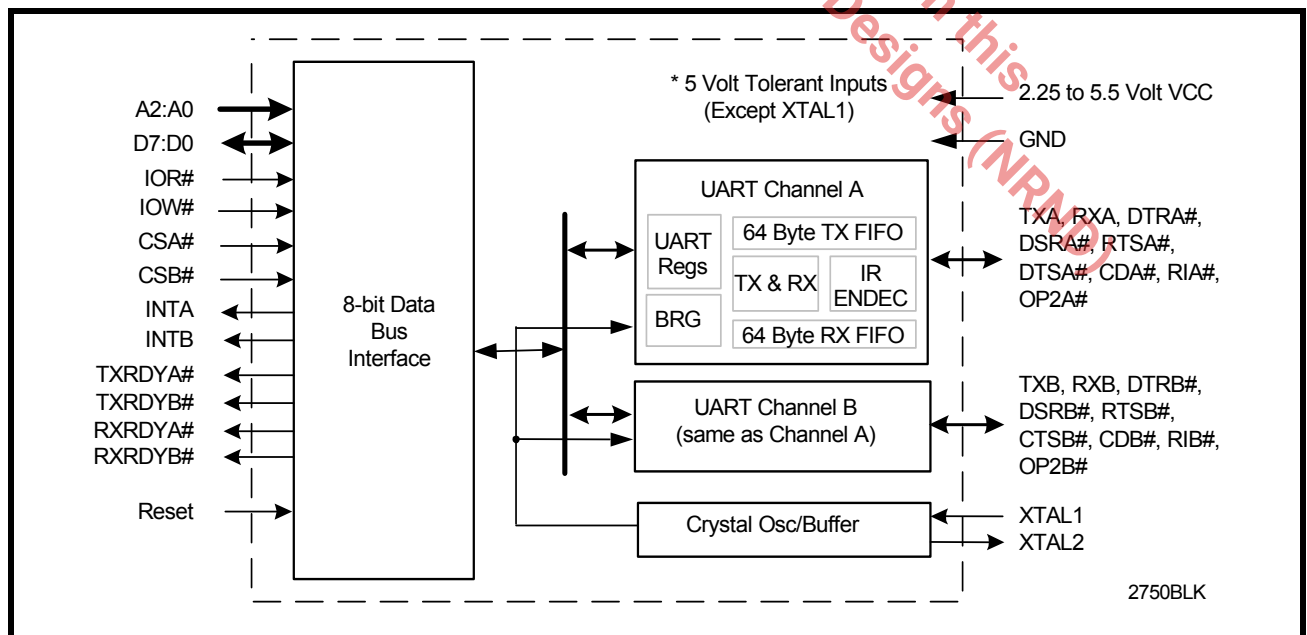 n this
Designs (NRND)
* 5 Volt Tolerant Inputs
(Except XTAL1)
2.25 to 5.5 Volt VCC
GND
A2:A0
D7:D0
IOR#
IOW#
CSA#
CSB#
INTA
INTB
TXRDYA#
TXRDYB#
RXRDYA#
RXRDYB#
Reset
8-bit Data
Bus
Interface
UART Channel A
UART
Regs
BRG
64 Byte TX FIFO
TX & RX
IR
ENDEC
64 Byte RX FIFO
TXA, RXA, DTRA#,
DSRA#, RTSA#,
DTSA#, CDA#, RIA#,
OP2A#
UART Channel B
(same as Channel A)
TXB, RXB, DTRB#,
DSRB#, RTSB#,
CTSB#, CDB#, RIB#,
OP2B#
Crystal Osc/Buffer
XTAL1
XTAL2
2750BLK